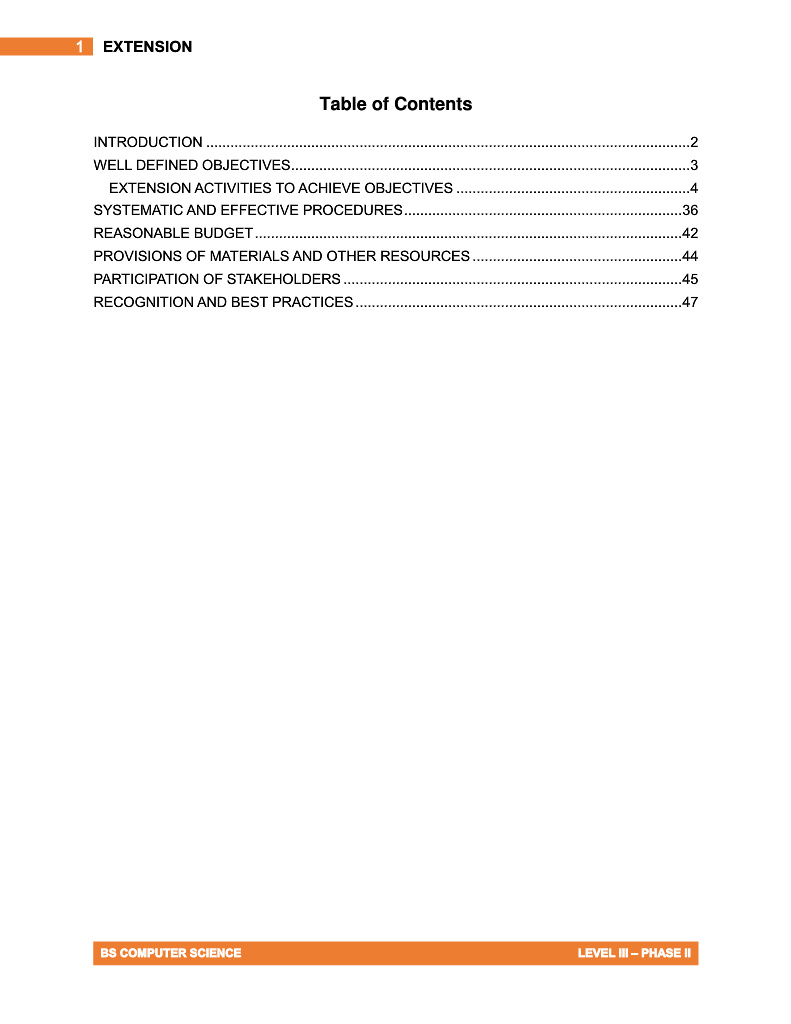 1 EXTENSION
Table of Contents
INTRODUCTION ........................................................................................................................2
WELL DEFINED OBJECTIVES...................................................................................................3
EXTENSION ACTIVITIES TO ACHIEVE OBJECTIVES ..........................................................4
SYSTEMATIC AND EFFECTIVE PROCEDURES.....................................................................36
REASONABLE BUDGET..........................................................................................................42
PROVISIONS OF MATERIALS AND OTHER RESOURCES....................................................44
PARTICIPATION OF STAKEHOLDERS....................................................................................45
RECOGNITION AND BEST PRACTICES.................................................................................47
BS COMPUTER SCIENCE LEVEL III – PHASE II